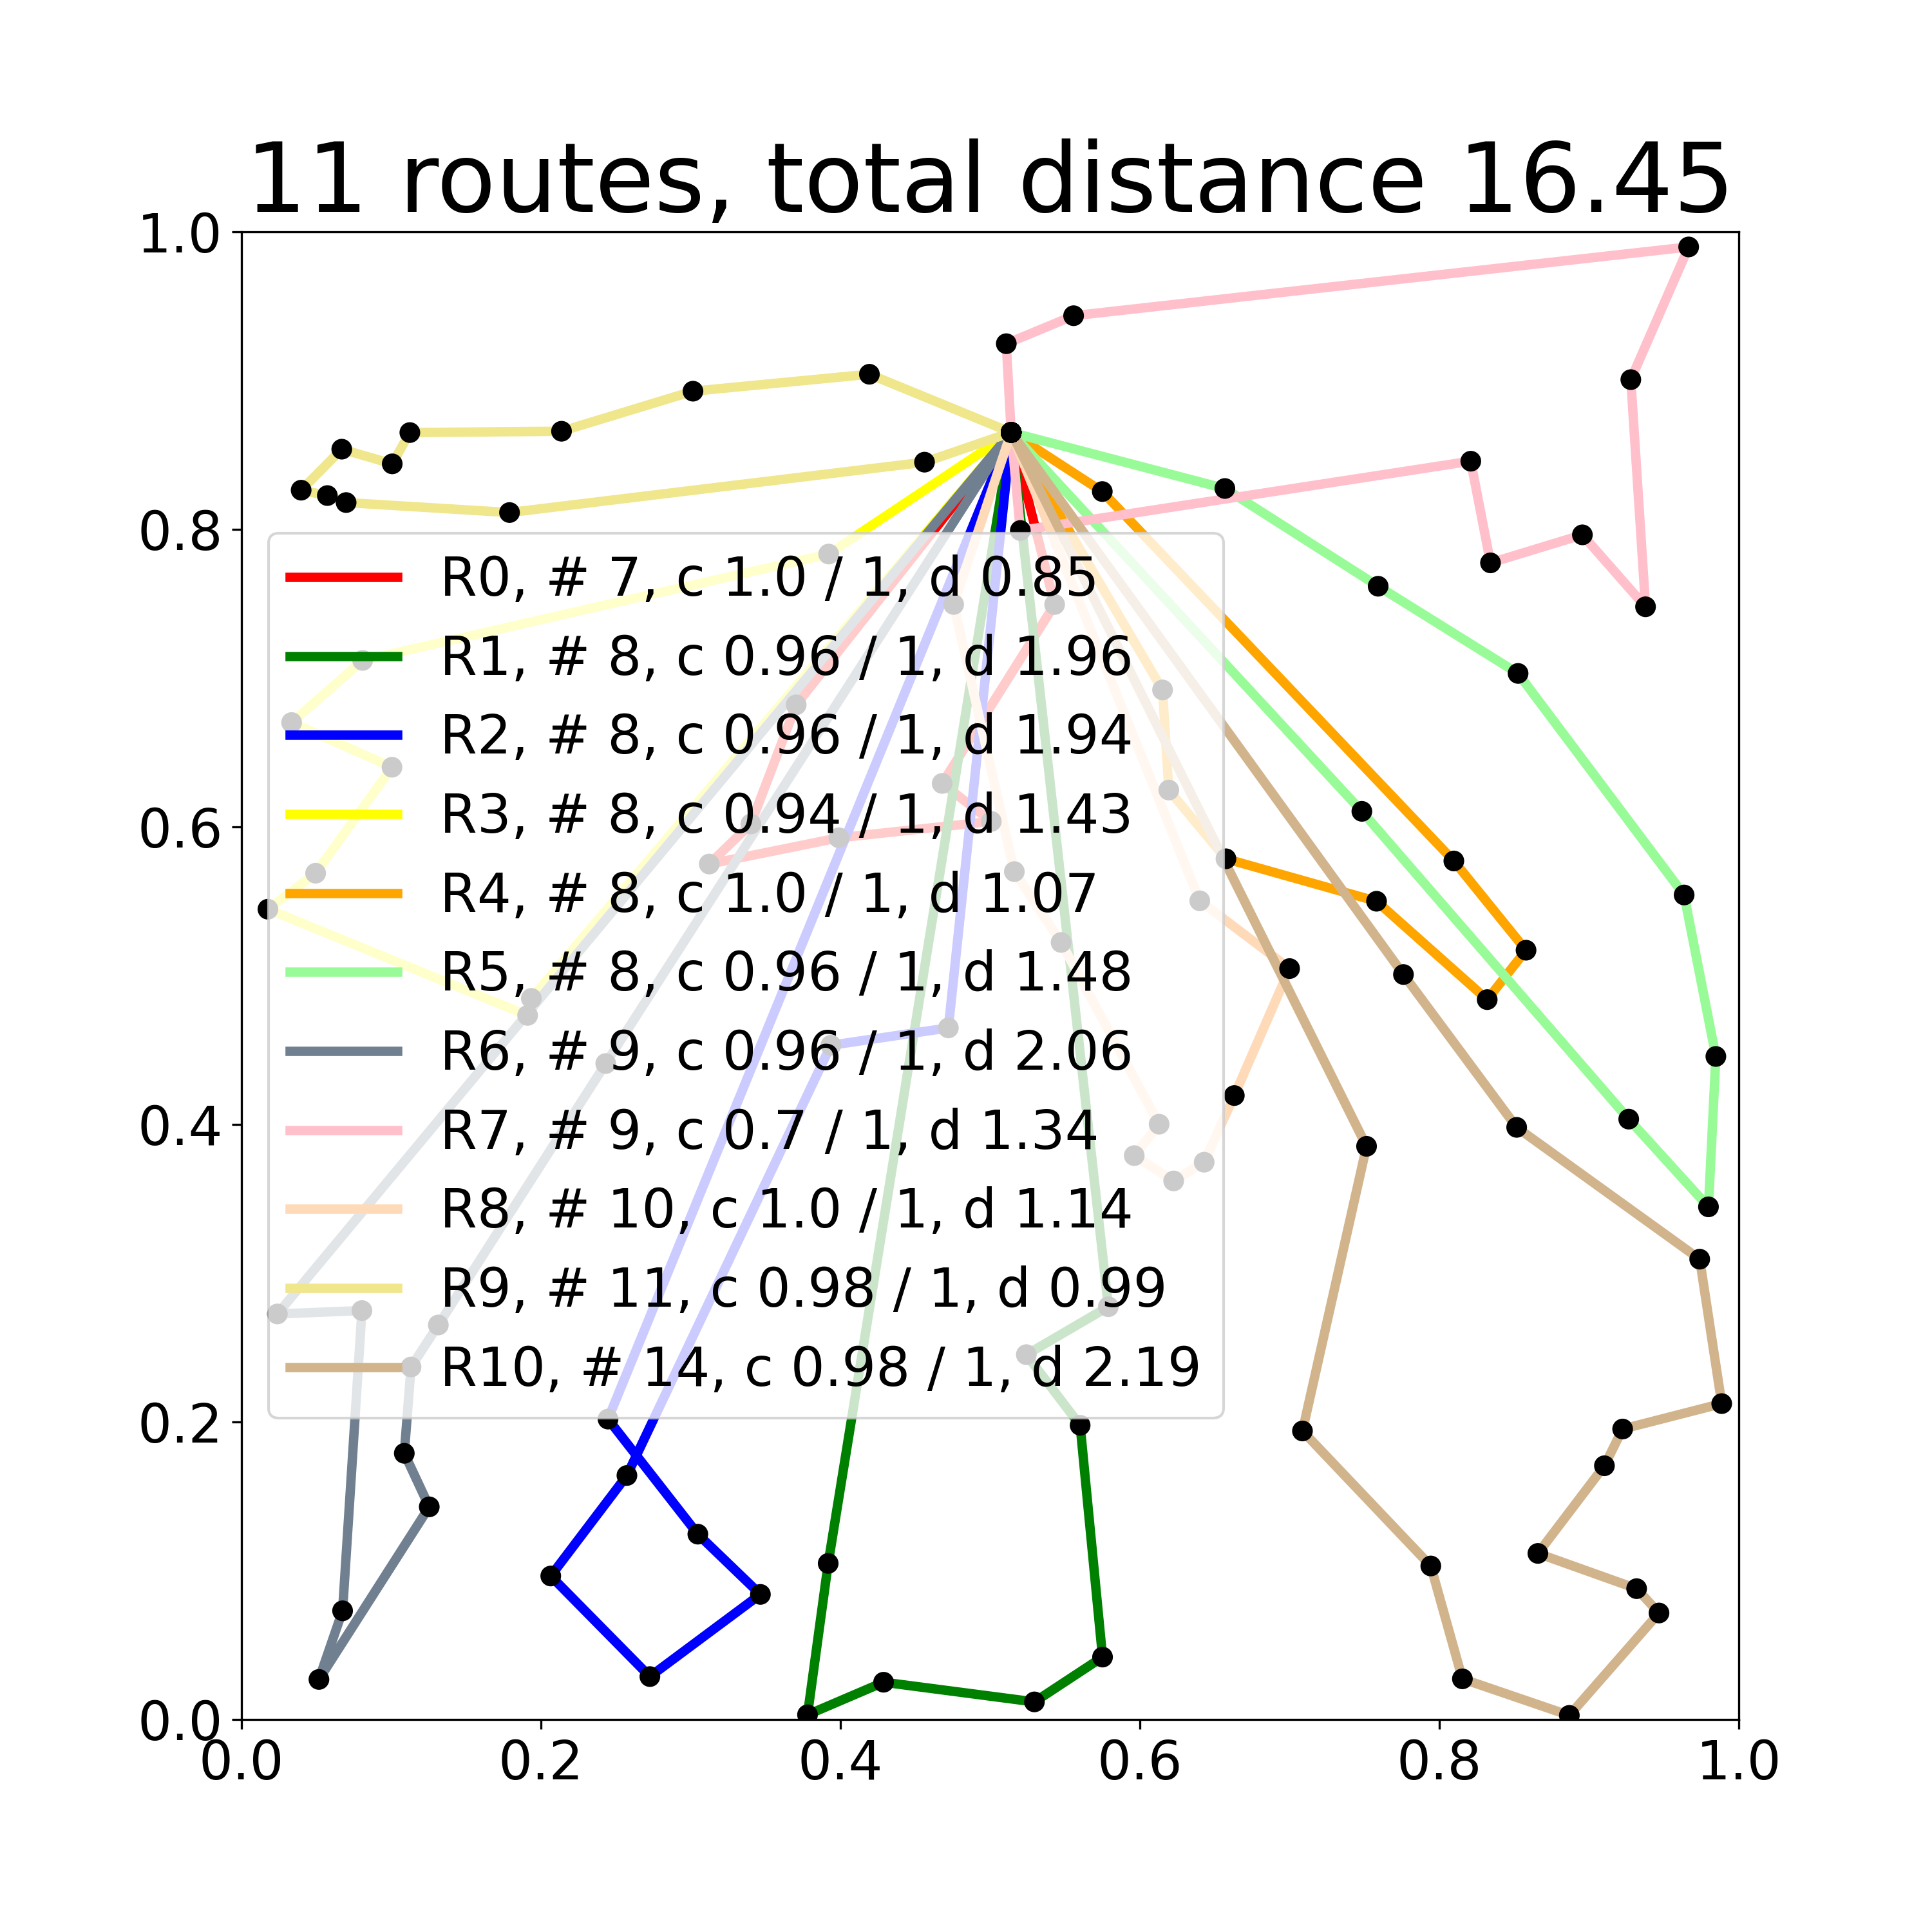 11 routes, total distance 16.45
1.0
0.8
0.6
0.4
0.2
0.0
R0, # 7, c 1.0 / 1, d 0.85
R1, # 8, c 0.96 / 1, d 1.96
R2, # 8, c 0.96 / 1, d 1.94
R3, # 8, c 0.94 / 1, d 1.43
R4, # 8, c 1.0 / 1, d 1.07
R5, # 8, c 0.96 / 1, d 1.48
R6, # 9, c 0.96 / 1, d 2.06
R7, # 9, c 0.7 / 1, d 1.34
R8, # 10, c 1.0 / 1, d 1.14
R9, # 11, c 0.98 / 1, d 0.99
R10, # 14, c 0.98 / 1, d 2.19
0.0 0.2 0.4 0.6 0.8 1.0